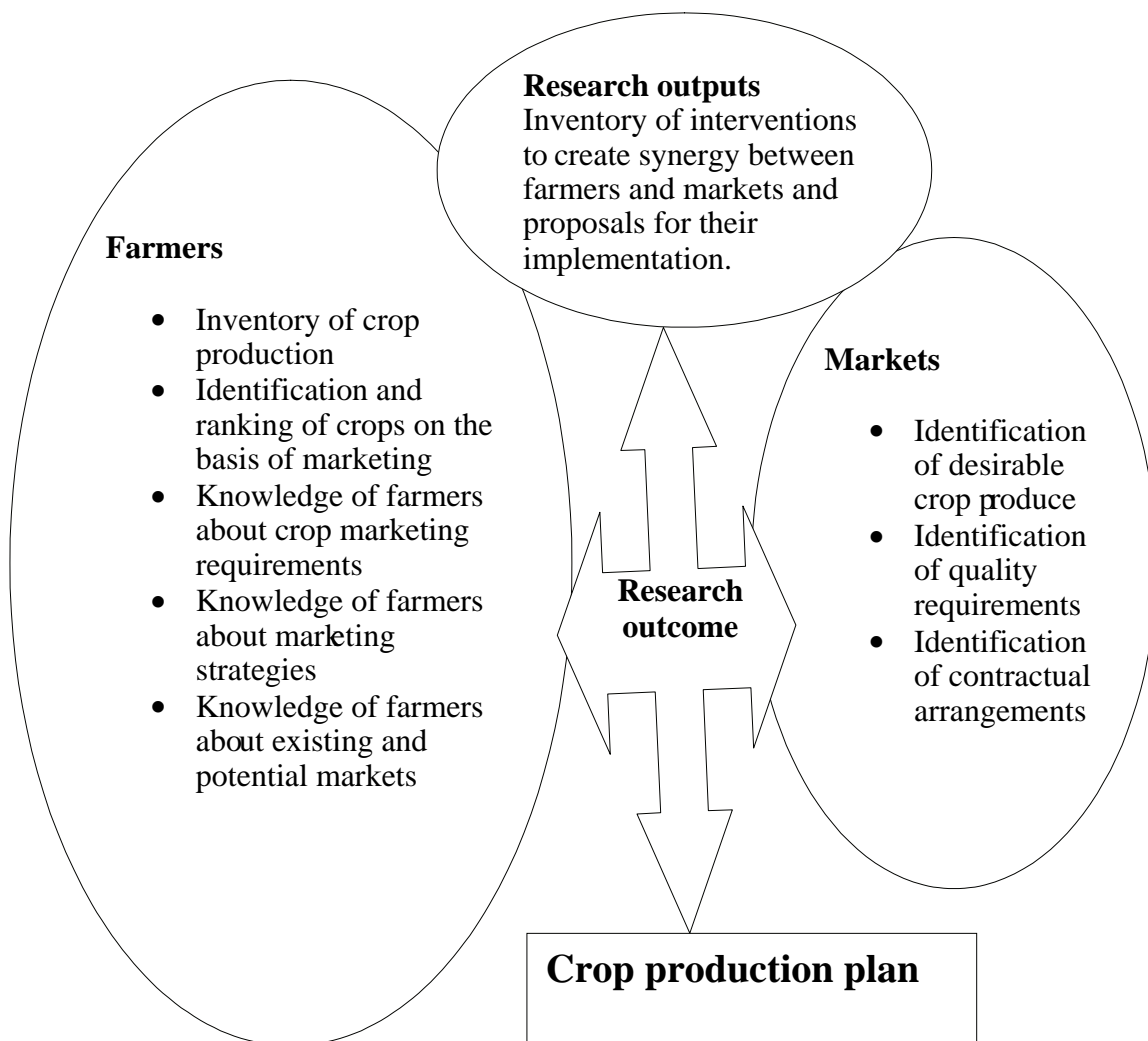 Research outputs
Inventory of interventions
to create synergy between
farmers and markets and
proposals for their
implementation.
Farmers
• Inventory of crop
production
• Identification and
ranking of crops on the
basis of marketing
• Knowledge of farmers
about crop marketing
requirements
• Knowledge of farmers
about marketing
strategies
• Knowledge of farmers
about existing and
potential markets
Research
outcome
Markets
• Identification
of desirable
crop produce
• Identification
of quality
requirements
• Identification
of contractual
arrangements
Crop production plan